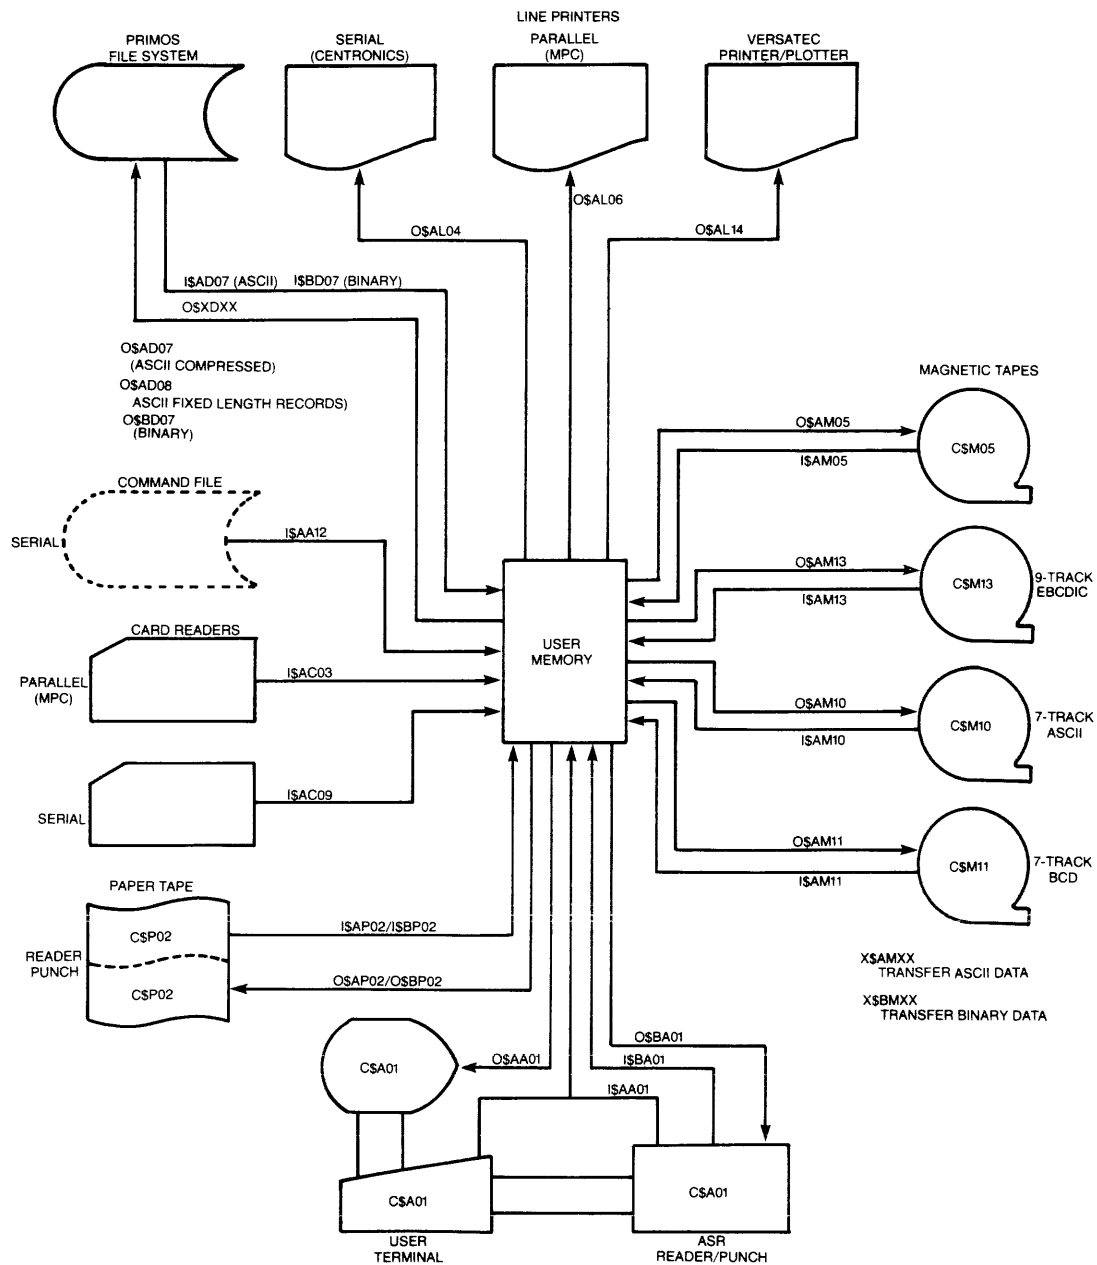 LINE PRINTERS
PRIMOS
FILE SYSTEM
SERIAL
(CENTRONICS)
PARALLEL
(MPC)
VERSATEC
PRINTER/PLOTTER
O$AL04
O$AL06
O$AL14
I$AD07 (ASCII) I$BD07 (BINARY)
O$XDXX
O$AD07
(ASCII COMPRESSED)
O$AD08
ASCII FIXED LENGTH RECORDS)
O$BD07
(BINARY)
MAGNETIC TAPES
O$AM05
I$AM05
C$M05
COMMAND FILE
SERIAL
I$AA12
O$AM13
I$AM13
C$M13
9-TRACK
EBCDIC
USER
MEMORY
CARD READERS
PARALLEL
(MPC)
I$AC03
O$AM10
I$AM10
C$M10
7-TRACK
ASCII
SERIAL
I$AC09
O$AM11
I$AM11
C$M11
7-TRACK
BCD
PAPER TAPE
READER
PUNCH
C$P02
C$P02
I$AP02/I$BP02
O$AP02/O$BP02
X$AMXX
TRANSFER ASCII DATA
X$BMXX
TRANSFER BINARY DATA
O$BA01
O$AA01
I$BA01
I$AA01
C$A01
C$A01
C$A01
USER
TERMINAL
ASR
READER/PUNCH